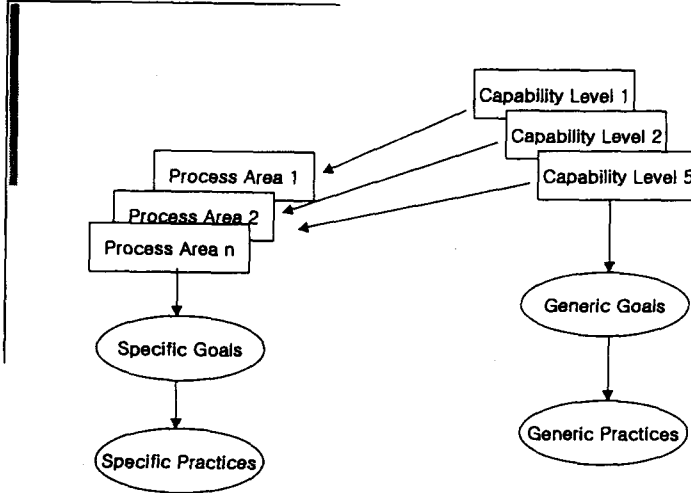 Capability Level 1
Capability Level 2
Capability Level 5
Process Area 1
Process Area 2
Process Area n
Generic Goals
Specific Goals
Generic Practices
Specific Practices